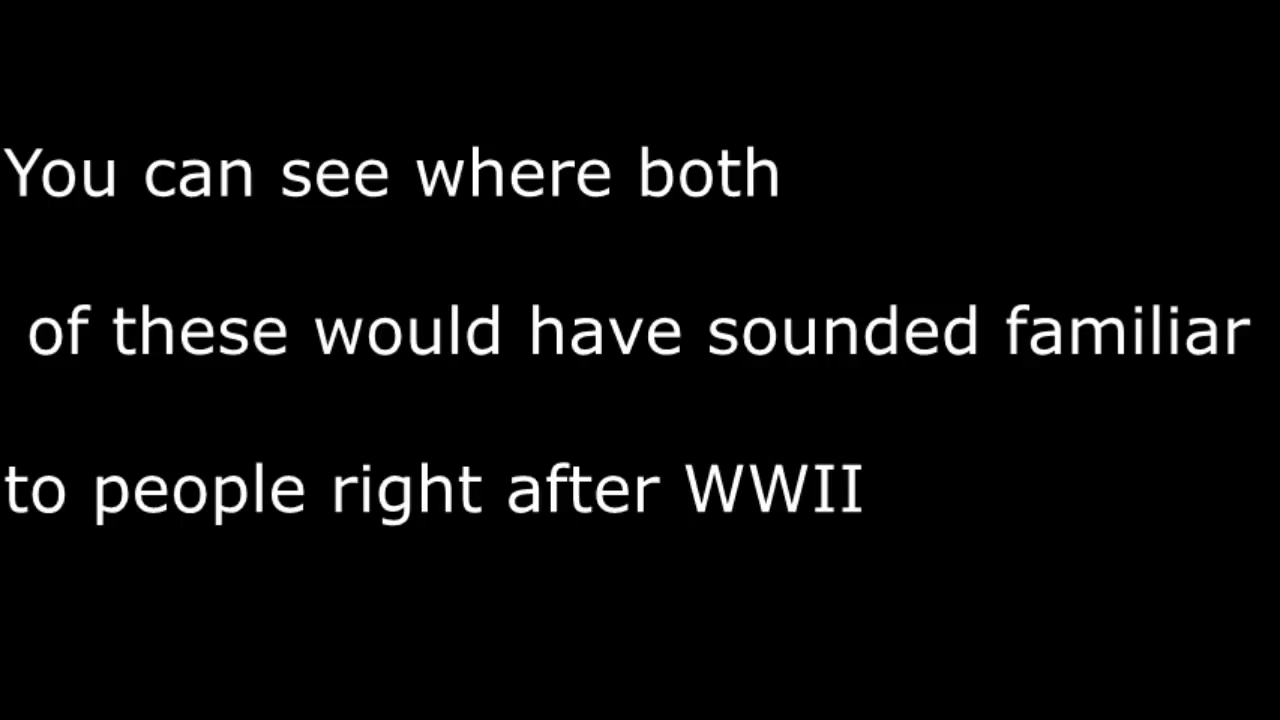 You can see where both
of these would have sounded familiar
to people right after WWII